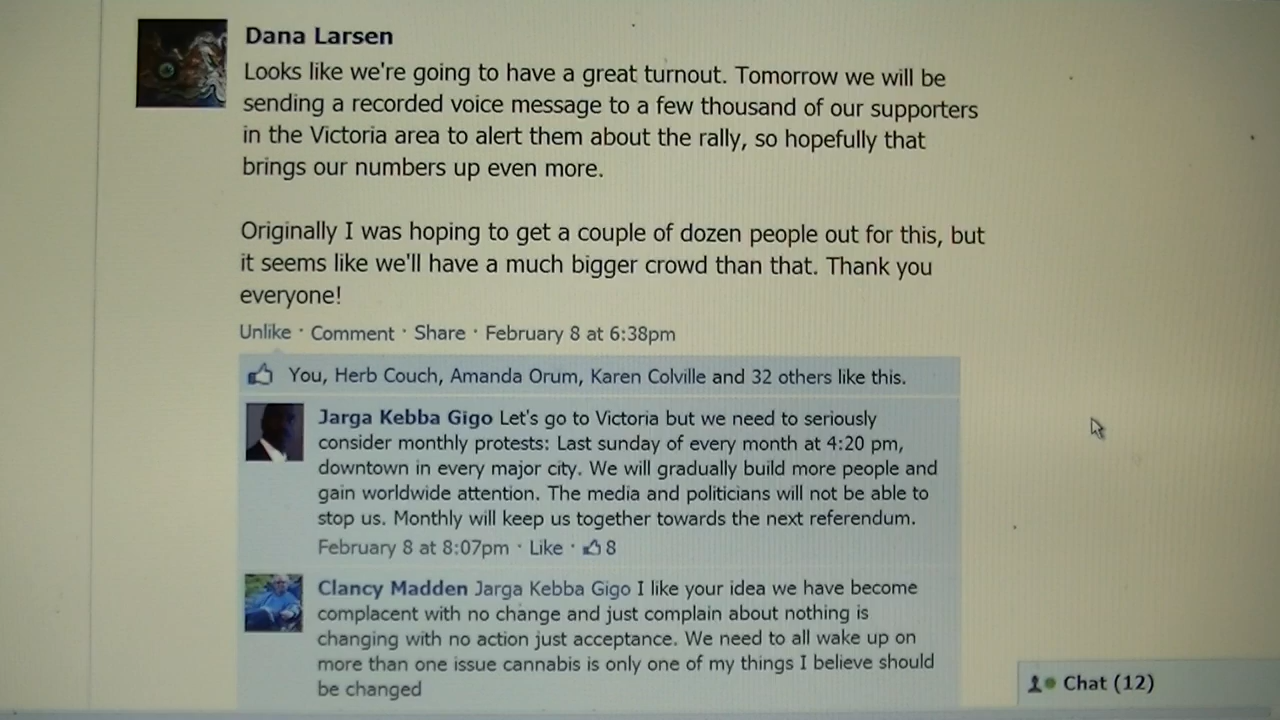 Dana Larsen
Looks like we're going to have a great turnout. Tomorrow we will be
sending a recorded voice message to a few thousand of our supporters
in the Victoria area to alert them about the rally, so hopefully that
brings our numbers up even more.
Originally I was hoping to get a couple of dozen people out for this, but
it seems like we'll have a much bigger crowd than that. Thank you
everyone!
Unlike · Comment · Share · February 8 at 6:38pm
You, Herb Couch, Amanda Orum, Karen Colville and 32 others like this.
Jarga Kebba Gigo Let's go to Victoria but we need to seriously
consider monthly protests: Last sunday of every month at 4:20 pm,
downtown in every major city. We will gradually build more people and
gain worldwide attention. The media and politicians will not be able to
stop us. Monthly will keep us together towards the next referendum.
February 8 at 8:07pm · Like · 8
Clancy Madden Jarga Kebba Gigo I like your idea we have become
complacent with no change and just complain about nothing is
changing with no action just acceptance. We need to all wake up on
more than one issue cannabis is only one of my things I believe should
be changed
Chat (12)